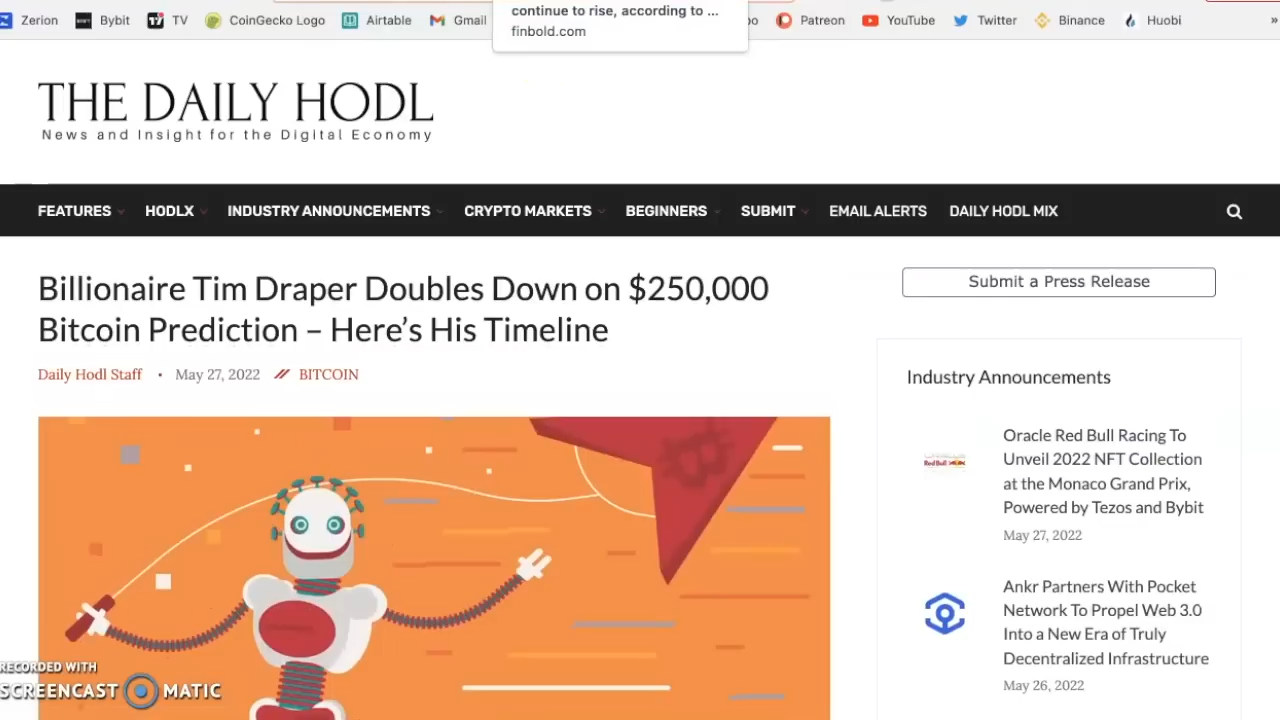 Zerion Bybit TV CoinGecko Logo Airtable Gmail Patreon YouTube Twitter Binance Huobi »
continue to rise, according to ...
finbold.com
THE DAILY HODL
News and Insight for the Digital Economy
FEATURES HODLX INDUSTRY ANNOUNCEMENTS CRYPTO MARKETS BEGINNERS SUBMIT EMAIL ALERTS DAILY HODL MIX
Billionaire Tim Draper Doubles Down on $250,000
Bitcoin Prediction – Here’s His Timeline
Daily Hodl Staff • May 27, 2022 // BITCOIN
Submit a Press Release
Industry Announcements
Red Bull
Oracle Red Bull Racing To
Unveil 2022 NFT Collection
at the Monaco Grand Prix,
Powered by Tezos and Bybit
May 27, 2022
Ankr Partners With Pocket
Network To Propel Web 3.0
Into a New Era of Truly
Decentralized Infrastructure
May 26, 2022
RECORDED WITH
SCREENCAST MATIC